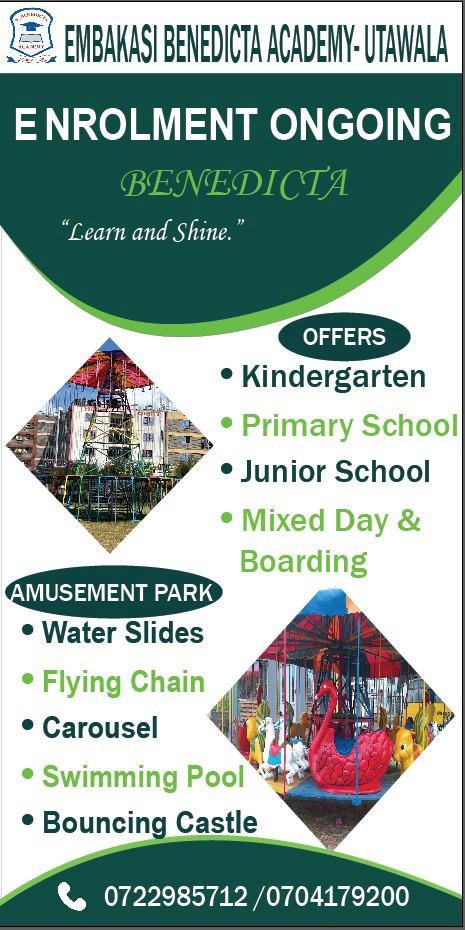 EMBAKASI BENEDICTA ACADEMY- UTAWALA
ENROLMENT ONGOING
BENEDICTA
“Learn and Shine.”
OFFERS
• Kindergarten
• Primary School
• Junior School
• Mixed Day &
Boarding
AMUSEMENT PARK
• Water Slides
• Flying Chain
• Carousel
• Swimming Pool
• Bouncing Castle
0722985712 /0704179200